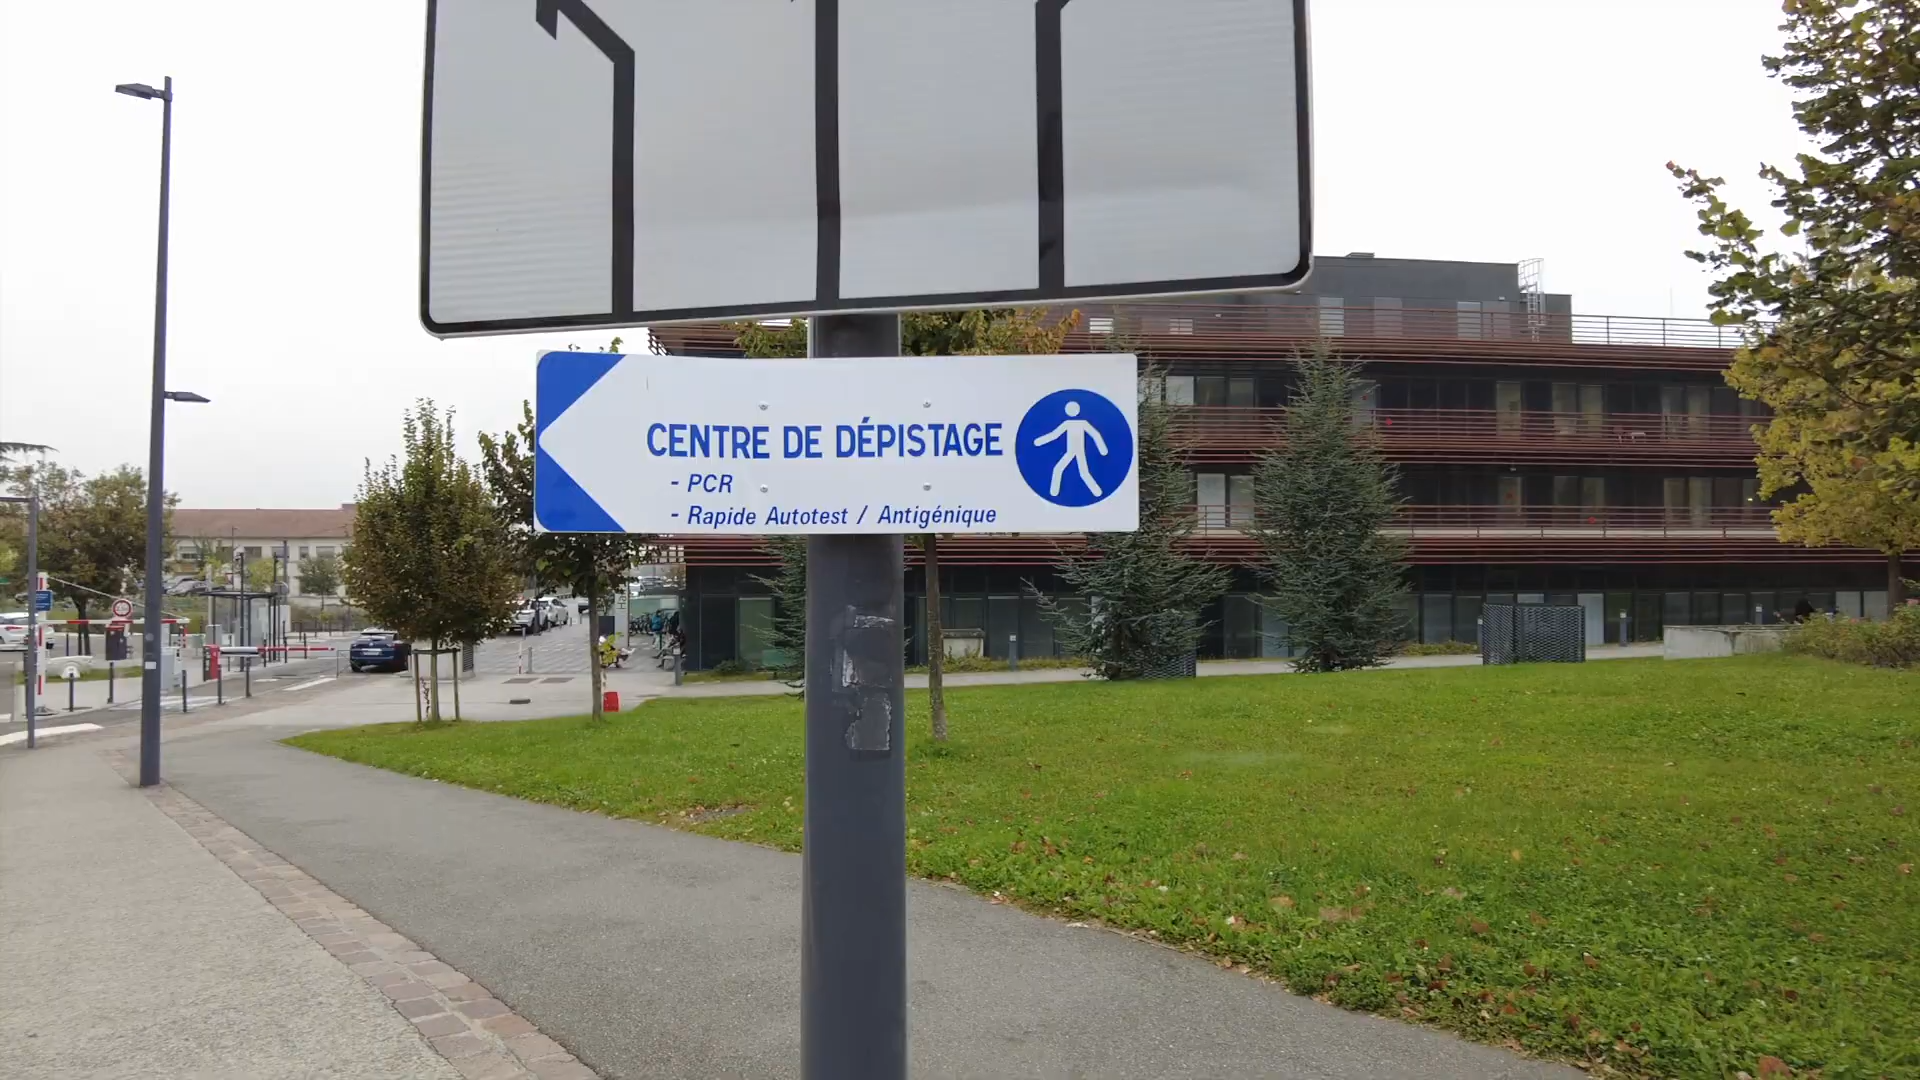 CENTRE DE DÉPISTAGE
- PCR
- Rapide Autotest / Antigénique